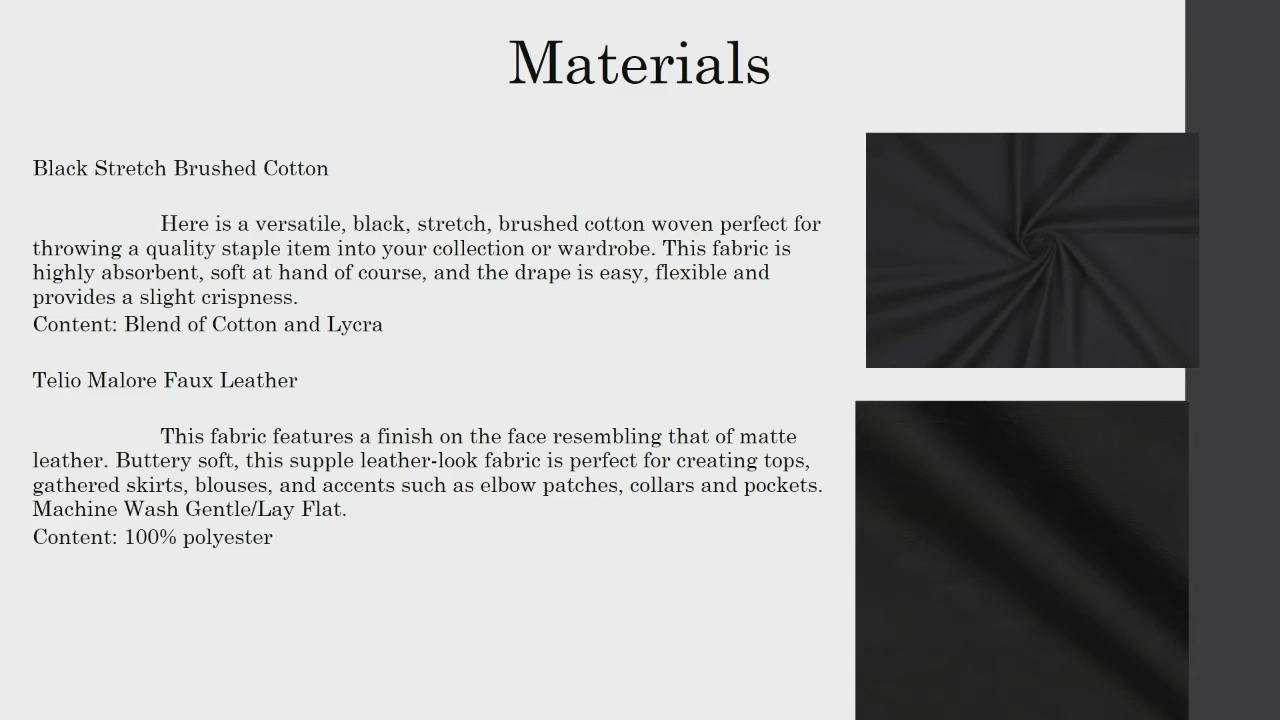 Materials
Black Stretch Brushed Cotton
Here is a versatile, black, stretch, brushed cotton woven perfect for
throwing a quality staple item into your collection or wardrobe. This fabric is
highly absorbent, soft at hand of course, and the drape is easy, flexible and
provides a slight crispness.
Content: Blend of Cotton and Lycra
Telio Malore Faux Leather
This fabric features a finish on the face resembling that of matte
leather. Buttery soft, this supple leather-look fabric is perfect for creating tops,
gathered skirts, blouses, and accents such as elbow patches, collars and pockets.
Machine Wash Gentle/Lay Flat.
Content: 100% polyester